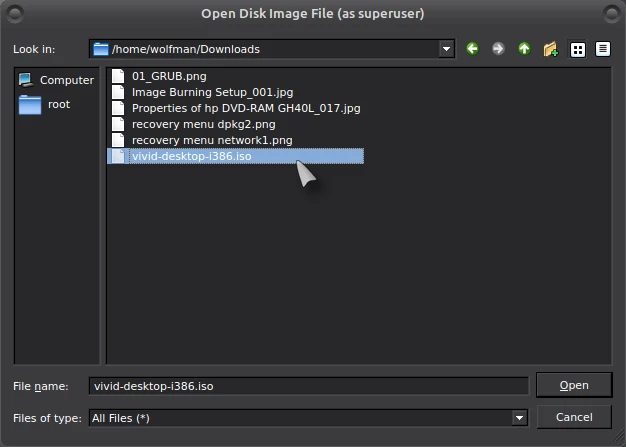 Open Disk Image File (as superuser)
Look in: /home/wolfman/Downloads
Computer
root
01_GRUB.png
Image Burning Setup_001.jpg
Properties of hp DVD-RAM GH40L_017.jpg
recovery menu dpkg2.png
recovery menu network1.png
vivid-desktop-i386.iso
File name: vivid-desktop-i386.iso Open
Files of type: All Files (*) Cancel